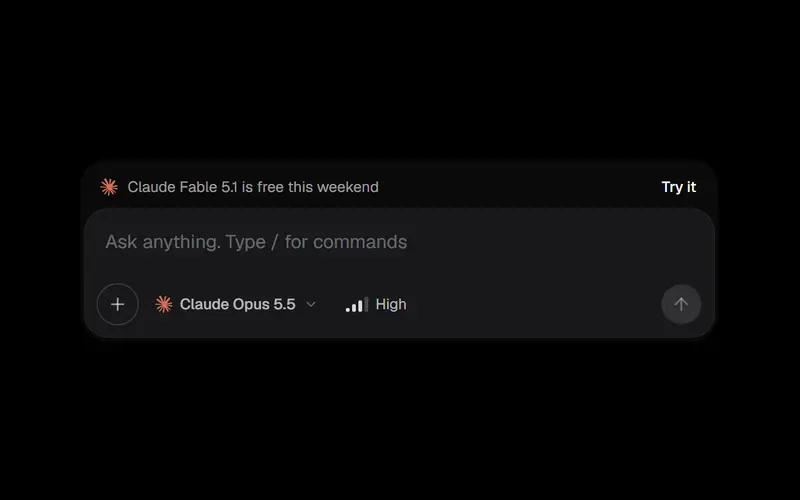 Claude Fable 5.1 is free this weekend Try it
Ask anything. Type / for commands
Claude Opus 5.5 High